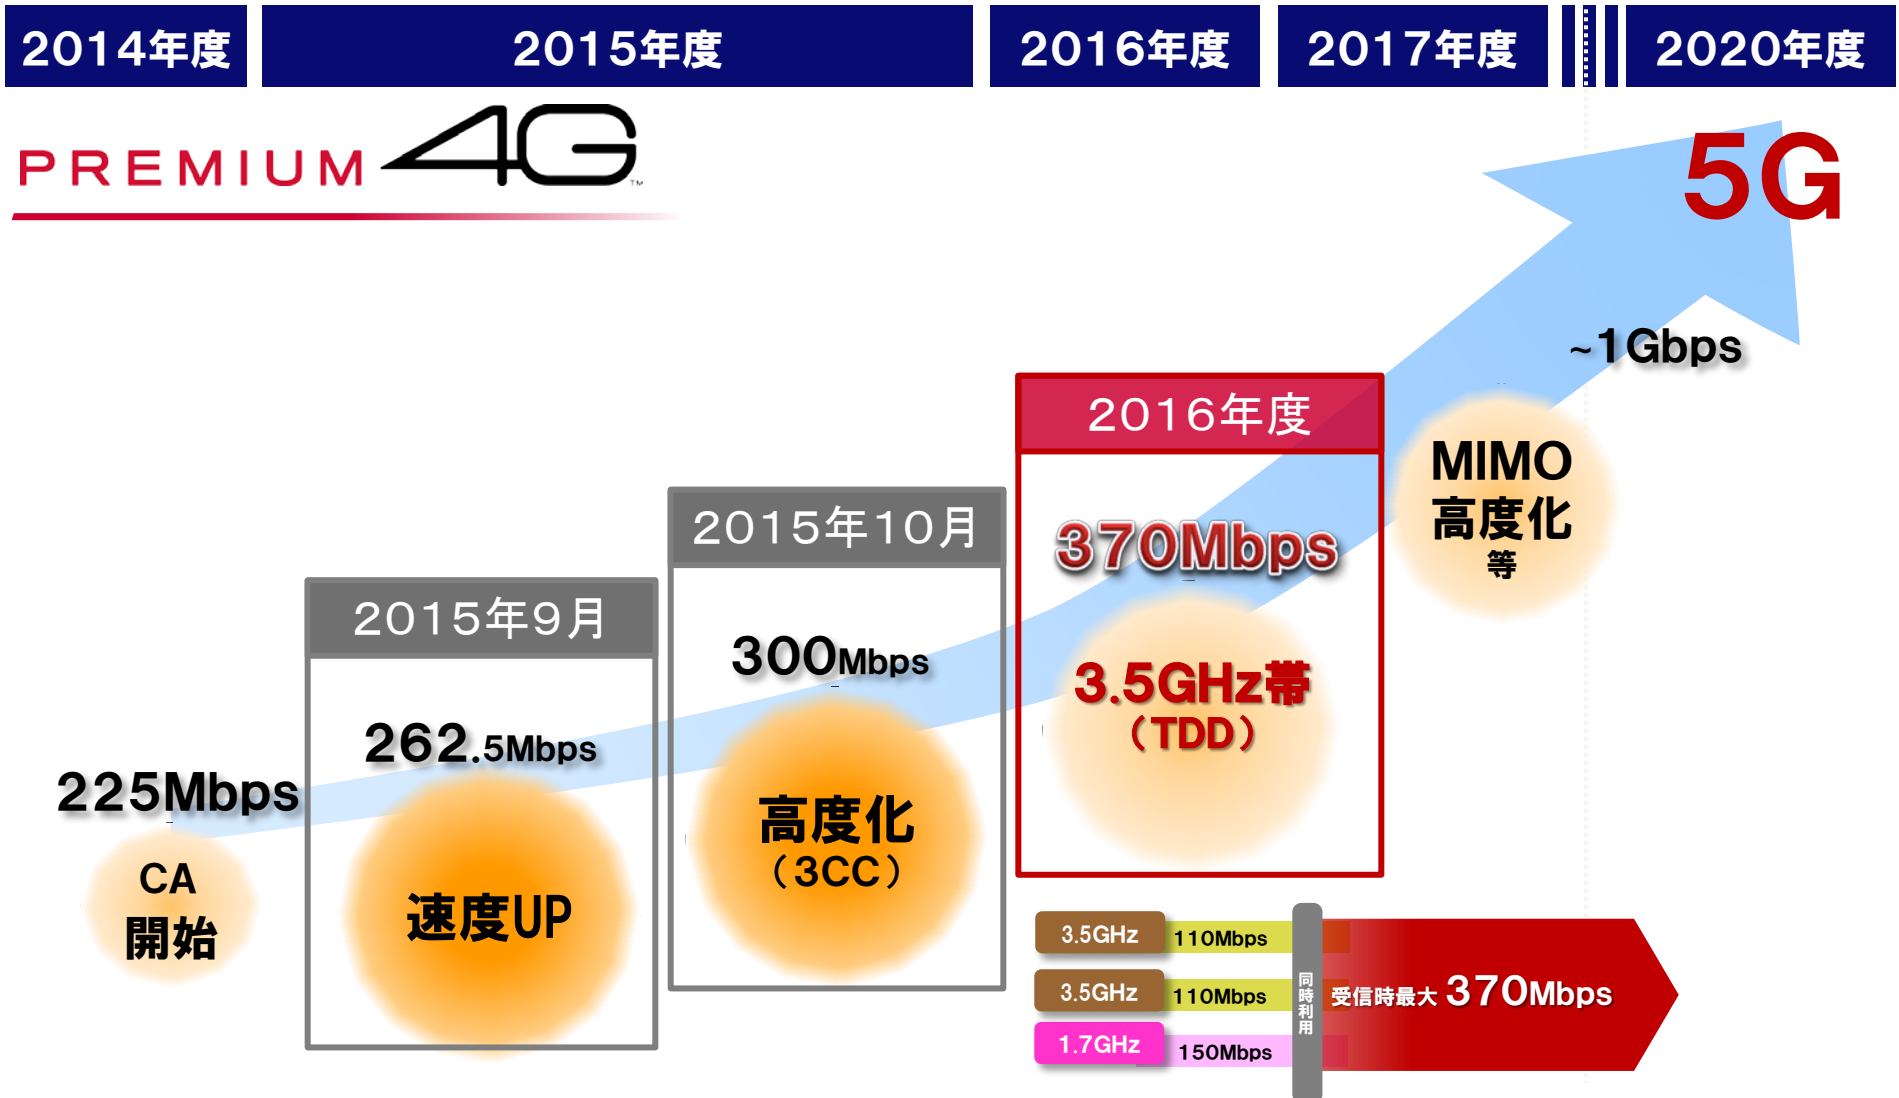 2014年度
2015年度
2016年度
2017年度
2020年度
PREMIUM 4G™
5G
~1Gbps
2016年度
370Mbps
3.5GHz帯
（TDD）
MIMO
高度化
等
2015年10月
300Mbps
高度化
（3CC）
2015年9月
262.5Mbps
速度UP
225Mbps
CA
開始
3.5GHz 110Mbps
3.5GHz 110Mbps
1.7GHz 150Mbps
同時利用
受信時最大 370Mbps